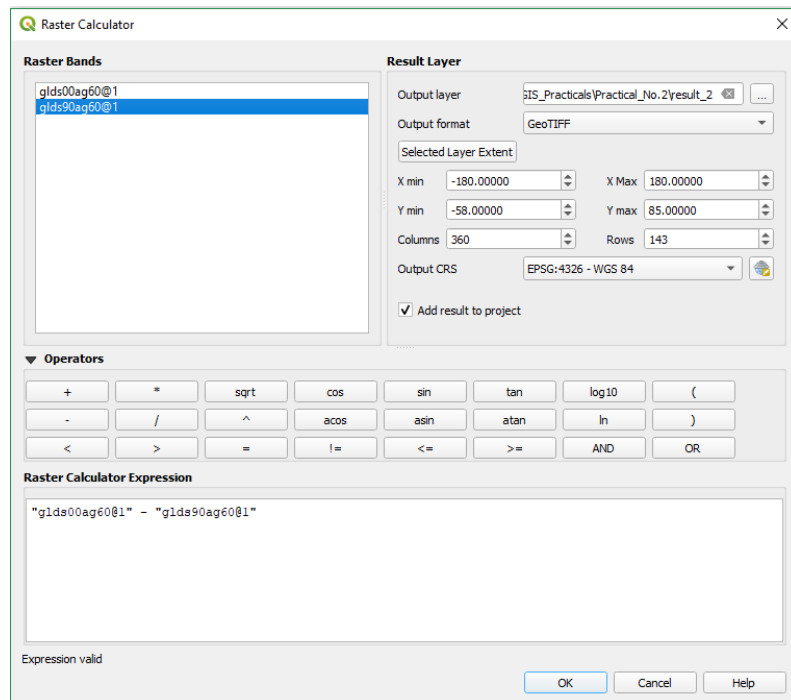 Raster Calculator
Raster Bands
glds00ag60@1
glds90ag60@1
Result Layer
Output layer ;IS_Practicals\Practical_No.2\result_2 ...
Output format GeoTIFF
Selected Layer Extent
X min -180.00000 X Max 180.00000
Y min -58.00000 Y max 85.00000
Columns 360 Rows 143
Output CRS EPSG:4326 - WGS 84
Add result to project
Operators
+ * sqrt cos sin tan log10 (
- / ^ acos asin atan ln )
< > = != <= >= AND OR
Raster Calculator Expression
"glds00ag60@1" - "glds90ag60@1"
Expression valid
OK Cancel Help